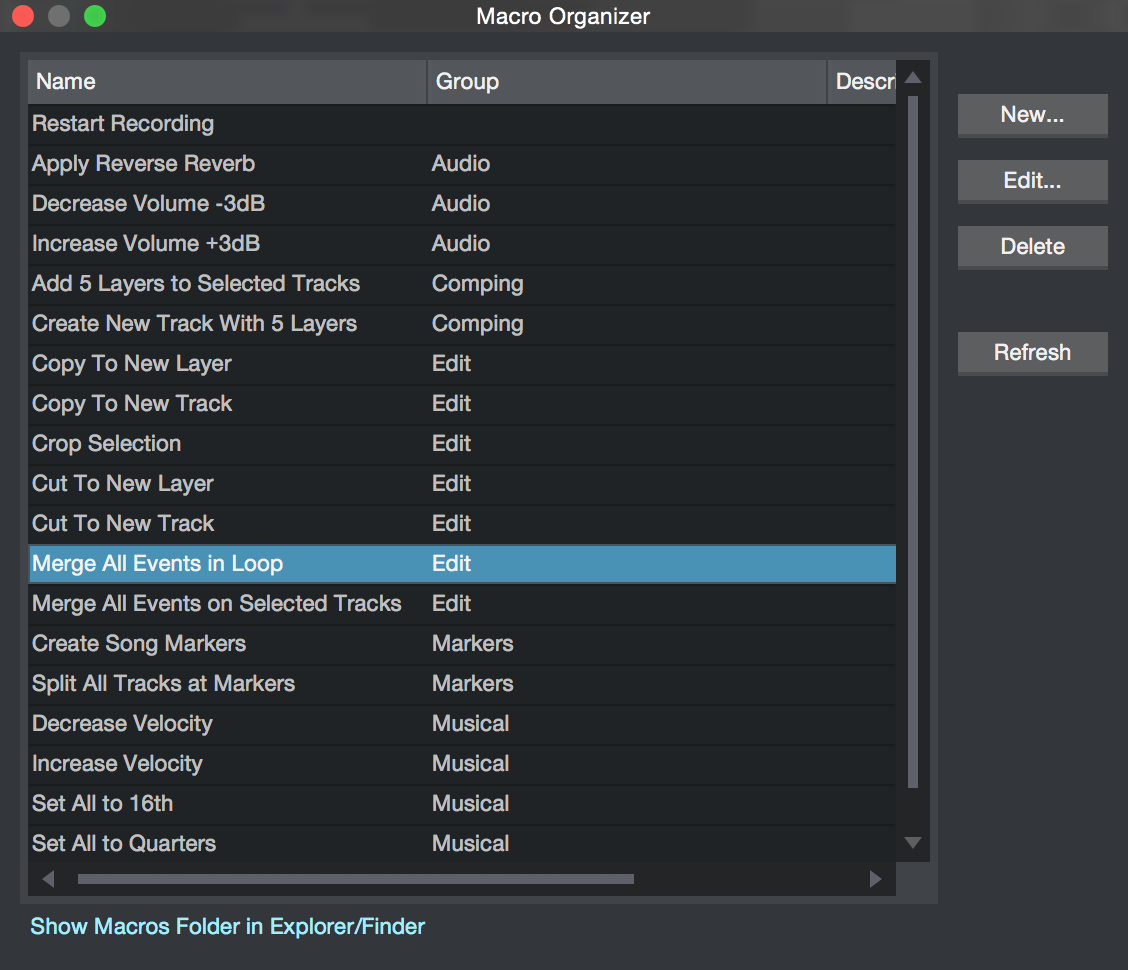 Macro Organizer
Name Group Descri
Restart Recording
Apply Reverse Reverb Audio
Decrease Volume -3dB Audio
Increase Volume +3dB Audio
Add 5 Layers to Selected Tracks Comping
Create New Track With 5 Layers Comping
Copy To New Layer Edit
Copy To New Track Edit
Crop Selection Edit
Cut To New Layer Edit
Cut To New Track Edit
Merge All Events in Loop Edit
Merge All Events on Selected Tracks Edit
Create Song Markers Markers
Split All Tracks at Markers Markers
Decrease Velocity Musical
Increase Velocity Musical
Set All to 16th Musical
Set All to Quarters Musical
New...
Edit...
Delete
Refresh
Show Macros Folder in Explorer/Finder